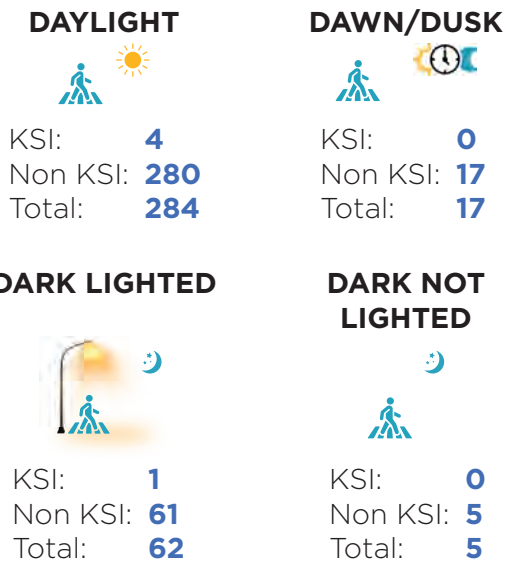 DAYLIGHT
KSI: 4
Non KSI: 280
Total: 284
DAWN/DUSK
KSI: 0
Non KSI: 17
Total: 17
DARK LIGHTED
KSI: 1
Non KSI: 61
Total: 62
DARK NOT
LIGHTED
KSI: 0
Non KSI: 5
Total: 5